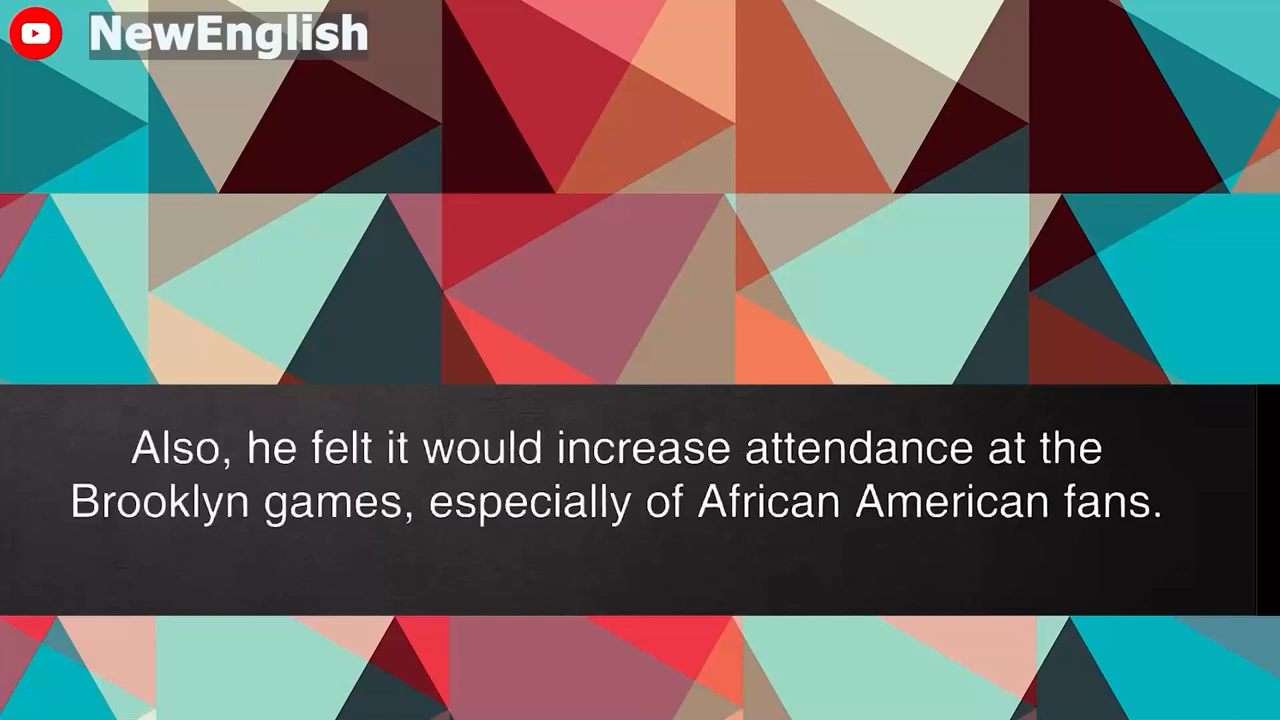 NewEnglish
Also, he felt it would increase attendance at the
Brooklyn games, especially of African American fans.